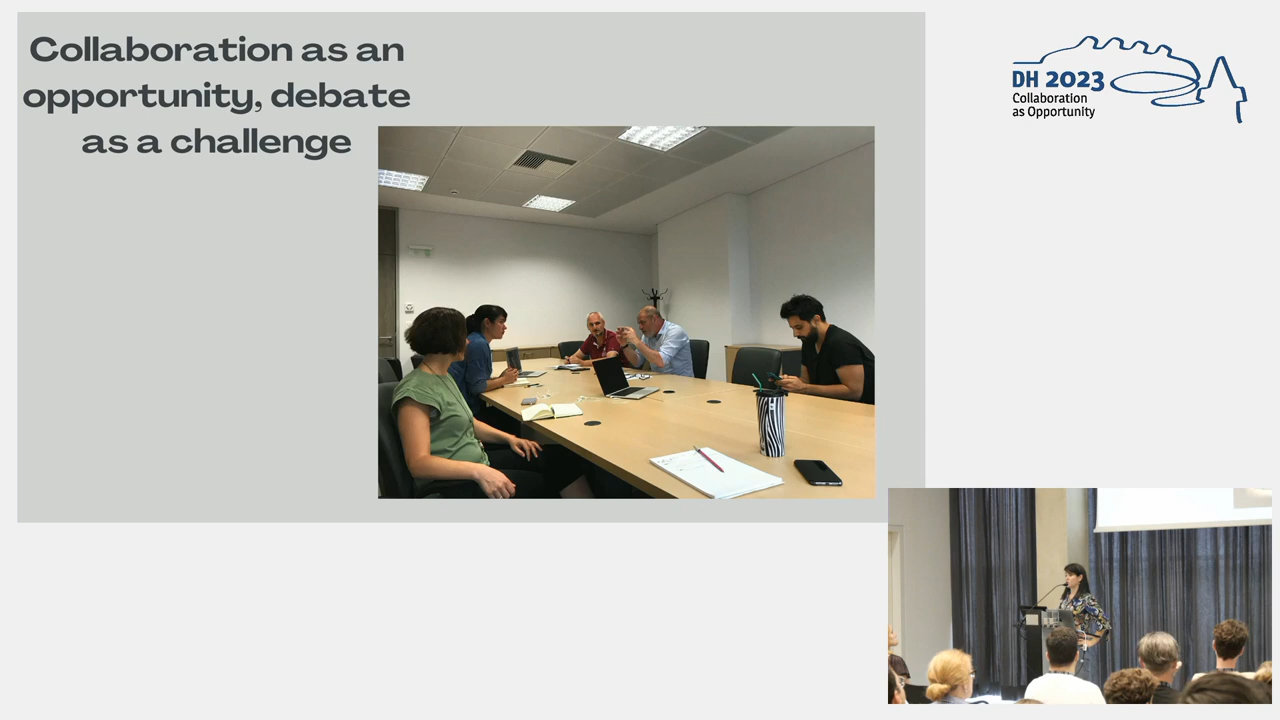 Collaboration as an
opportunity, debate
as a challenge
DH 2023
Collaboration
as Opportunity